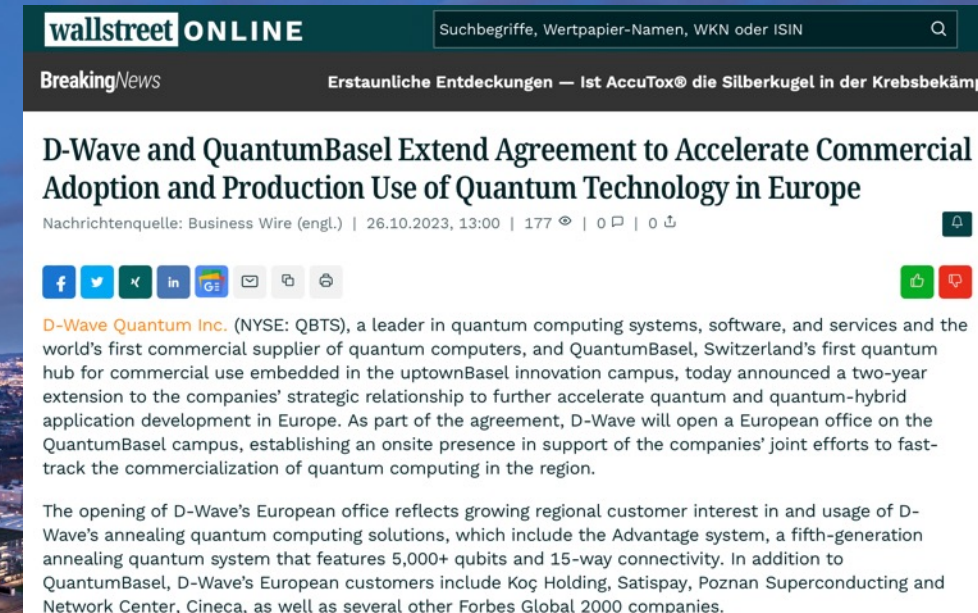 wallstreet ONLINE
Suchbegriffe, Wertpapier-Namen, WKN oder ISIN
BreakingNews
Erstaunliche Entdeckungen — Ist AccuTox® die Silberkugel in der Krebsbekämp
D-Wave and QuantumBasel Extend Agreement to Accelerate Commercial
Adoption and Production Use of Quantum Technology in Europe
Nachrichtenquelle: Business Wire (engl.) | 26.10.2023, 13:00 | 177 | 0 | 0
f in GE
D-Wave Quantum Inc. (NYSE: QBTS), a leader in quantum computing systems, software, and services and the
world's first commercial supplier of quantum computers, and QuantumBasel, Switzerland's first quantum
hub for commercial use embedded in the uptownBasel innovation campus, today announced a two-year
extension to the companies' strategic relationship to further accelerate quantum and quantum-hybrid
application development in Europe. As part of the agreement, D-Wave will open a European office on the
QuantumBasel campus, establishing an onsite presence in support of the companies' joint efforts to fast-
track the commercialization of quantum computing in the region.
The opening of D-Wave's European office reflects growing regional customer interest in and usage of D-
Wave's annealing quantum computing solutions, which include the Advantage system, a fifth-generation
annealing quantum system that features 5,000+ qubits and 15-way connectivity. In addition to
QuantumBasel, D-Wave's European customers include Koç Holding, Satispay, Poznan Superconducting and
Network Center, Cineca, as well as several other Forbes Global 2000 companies.